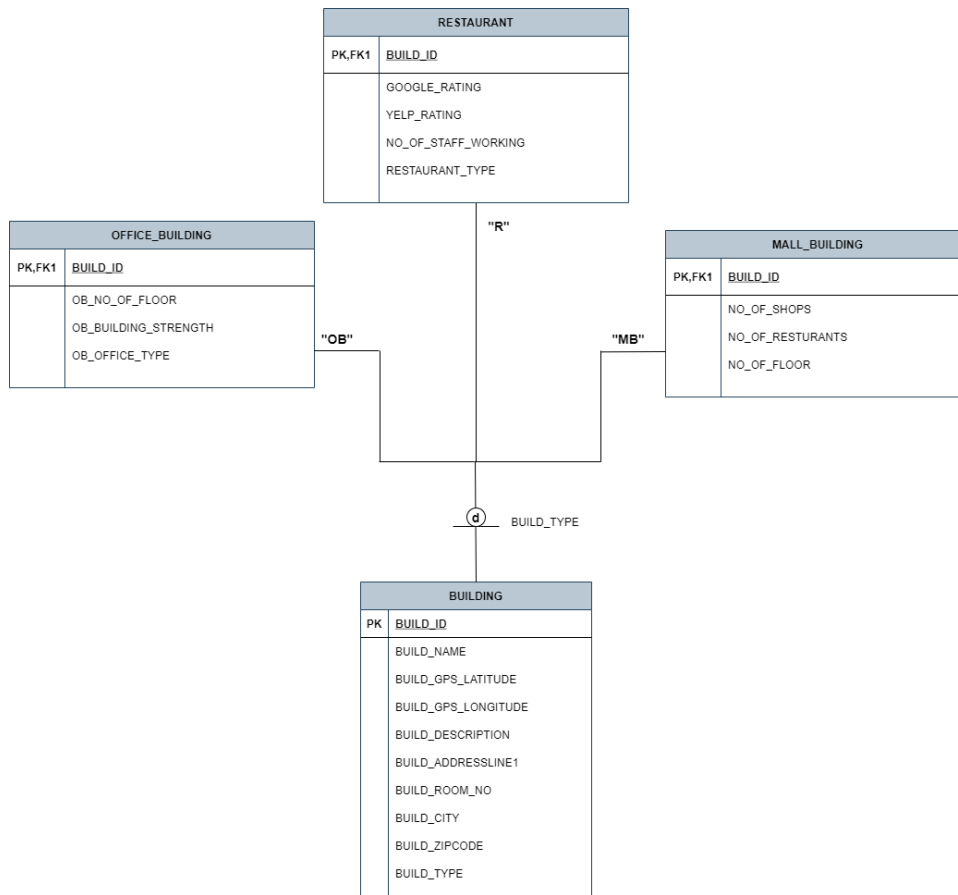 RESTAURANT
PK,FK1 BUILD_ID
GOOGLE_RATING
YELP_RATING
NO_OF_STAFF_WORKING
RESTAURANT_TYPE
"R"
OFFICE_BUILDING
PK,FK1 BUILD_ID
OB_NO_OF_FLOOR
OB_BUILDING_STRENGTH
OB_OFFICE_TYPE
"OB"
MALL_BUILDING
PK,FK1 BUILD_ID
NO_OF_SHOPS
NO_OF_RESTURANTS
NO_OF_FLOOR
"MB"
d BUILD_TYPE
BUILDING
PK BUILD_ID
BUILD_NAME
BUILD_GPS_LATITUDE
BUILD_GPS_LONGITUDE
BUILD_DESCRIPTION
BUILD_ADDRESSLINE1
BUILD_ROOM_NO
BUILD_CITY
BUILD_ZIPCODE
BUILD_TYPE